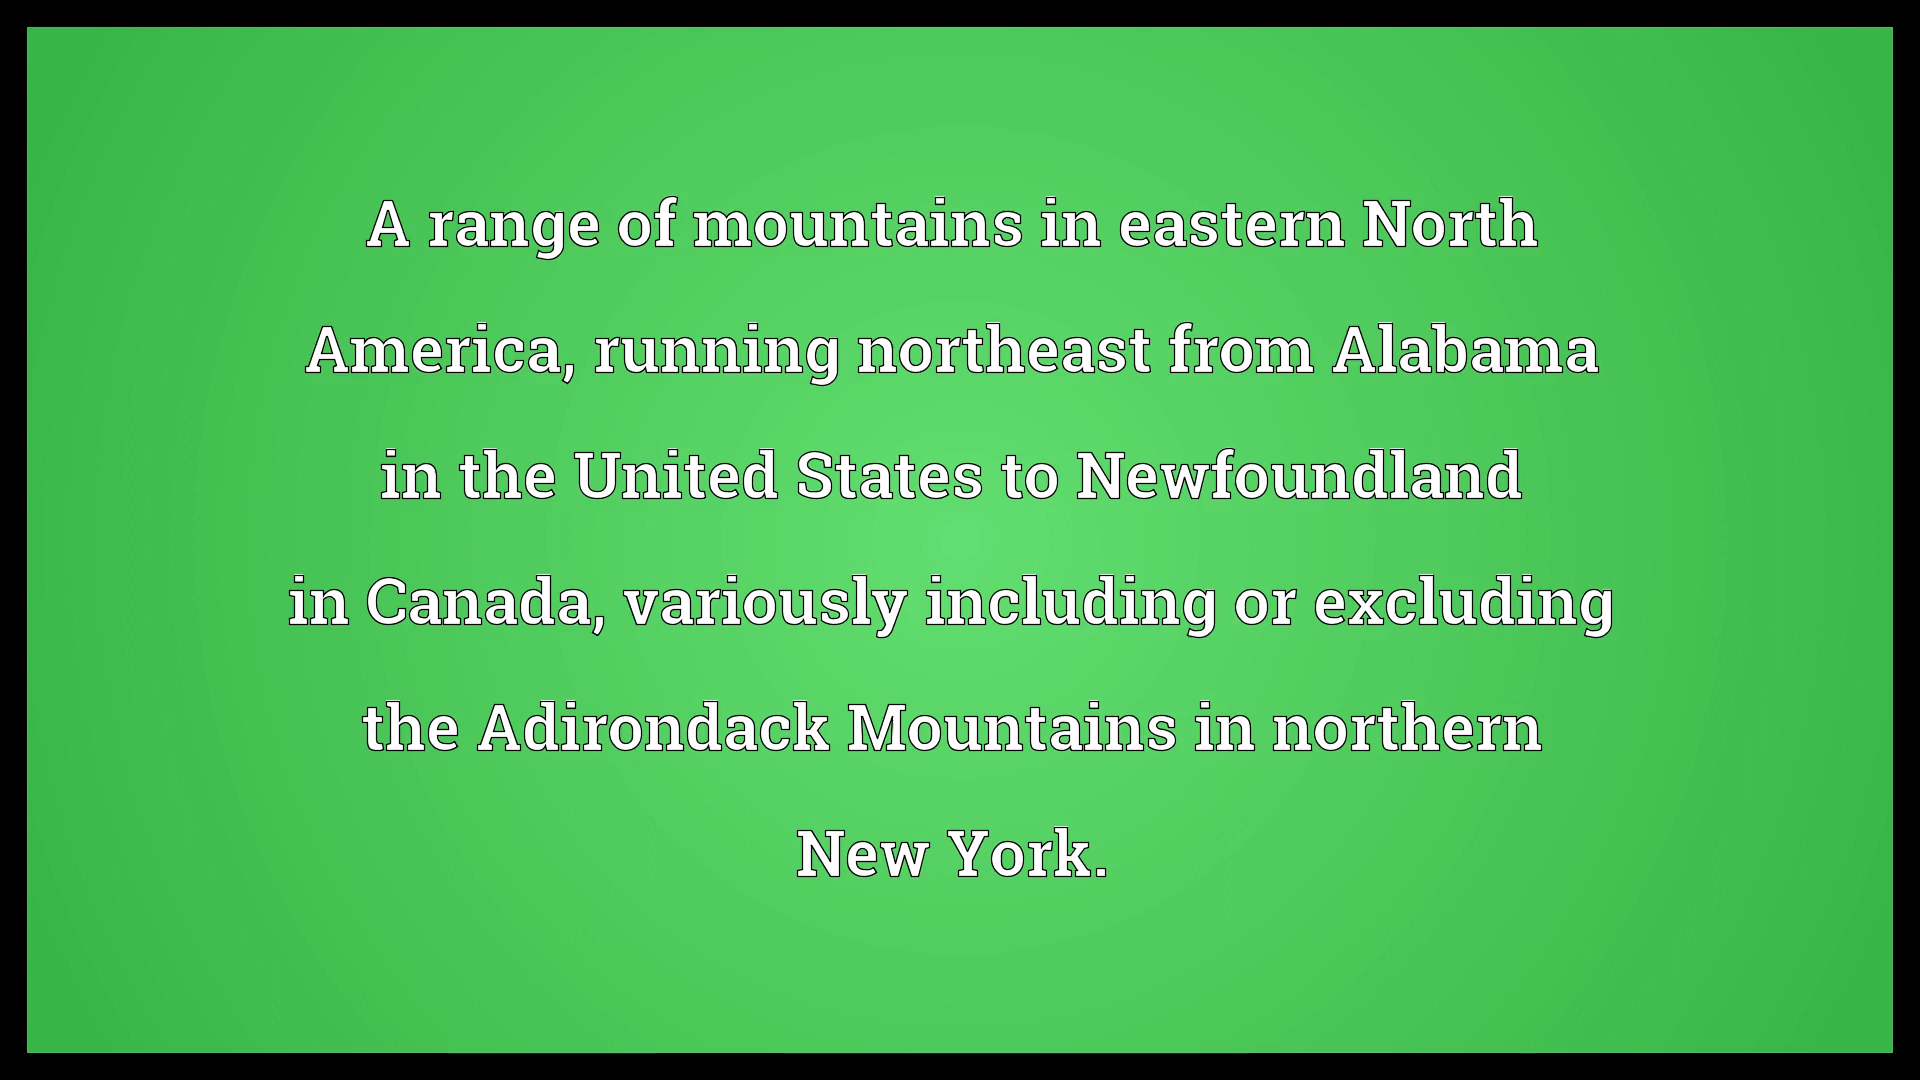 A range of mountains in eastern North
America, running northeast from Alabama
in the United States to Newfoundland
in Canada, variously including or excluding
the Adirondack Mountains in northern
New York.